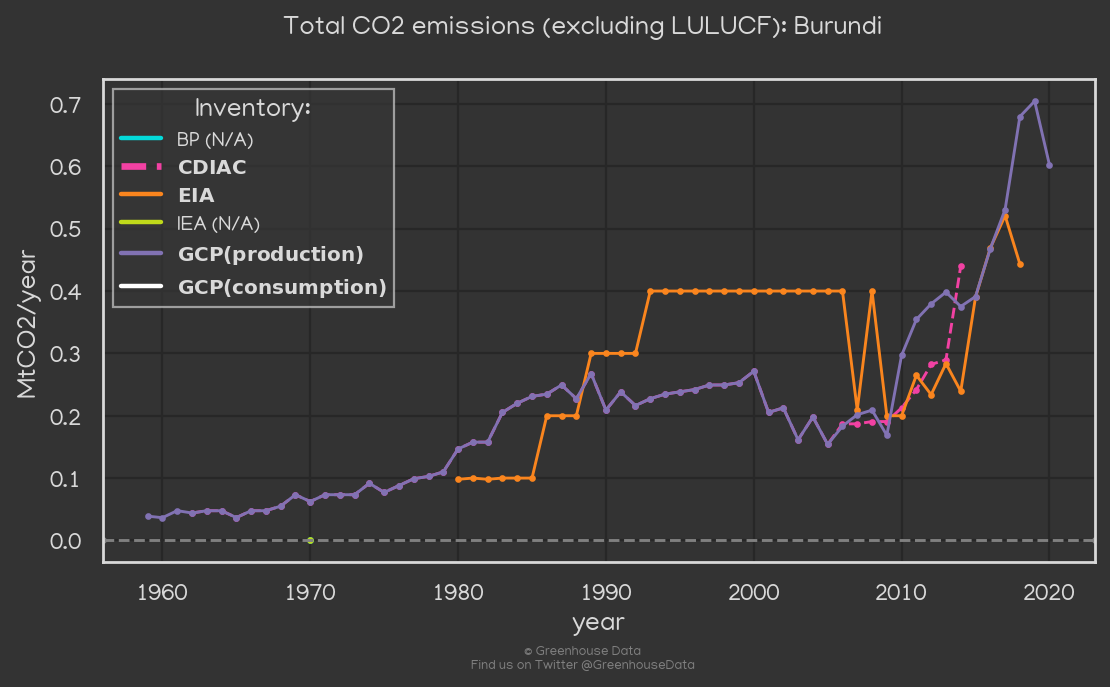 Total CO2 emissions (excluding LULUCF): Burundi
Inventory:
BP (N/A)
CDIAC
EIA
IEA (N/A)
GCP(production)
GCP(consumption)
MtCO2/year
0.7
0.6
0.5
0.4
0.3
0.2
0.1
0.0
1960 1970 1980 1990 2000 2010 2020
year
© Greenhouse Data
Find us on Twitter @GreenhouseData